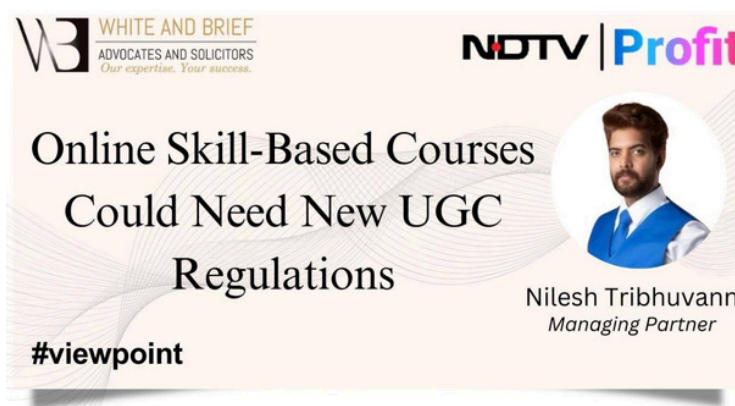 WHITE AND BRIEF
ADVOCATES AND SOLICITORS
Our expertise. Your success.
NDTV | Profit
Online Skill-Based Courses
Could Need New UGC
Regulations
Nilesh Tribhuvann
Managing Partner
#viewpoint